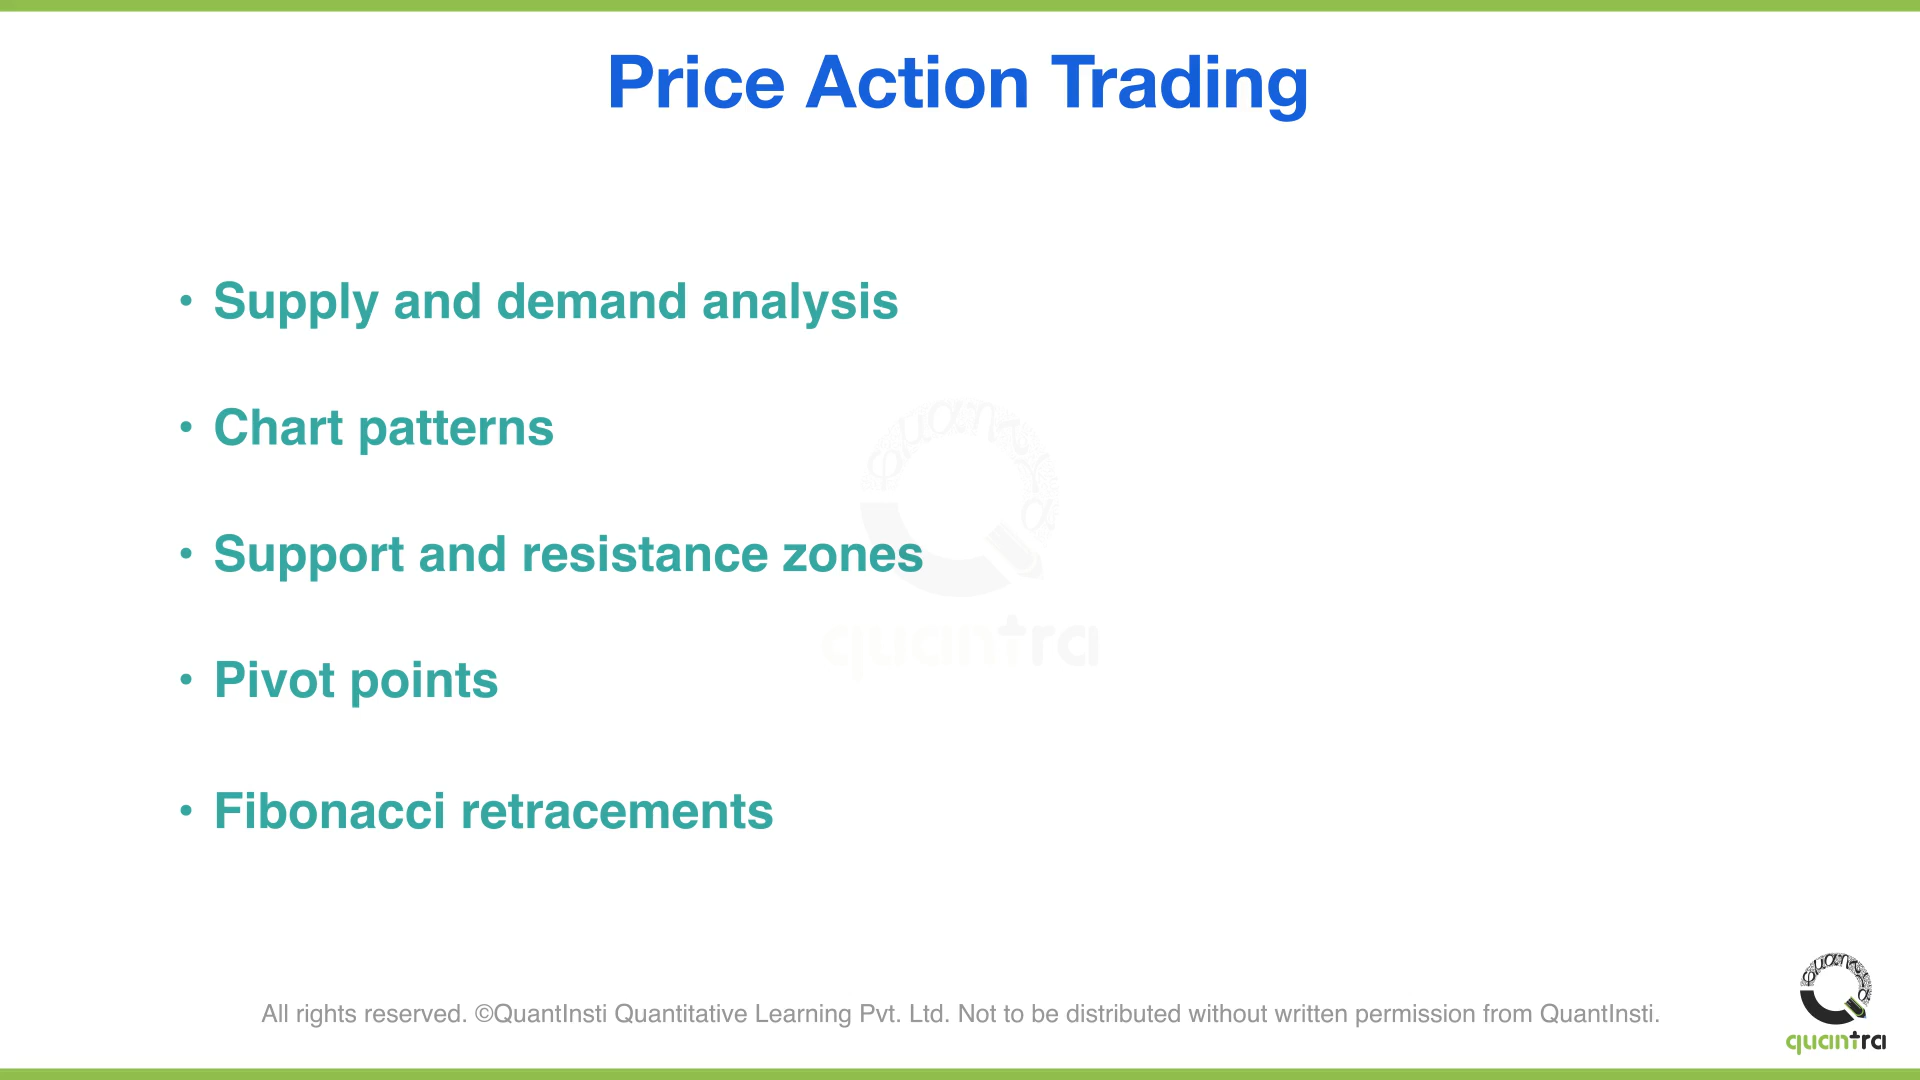 Price Action Trading
• Supply and demand analysis
• Chart patterns
• Support and resistance zones
• Pivot points
• Fibonacci retracements
quantra
All rights reserved. ©QuantInsti Quantitative Learning Pvt. Ltd. Not to be distributed without written permission from QuantInsti.
quantra